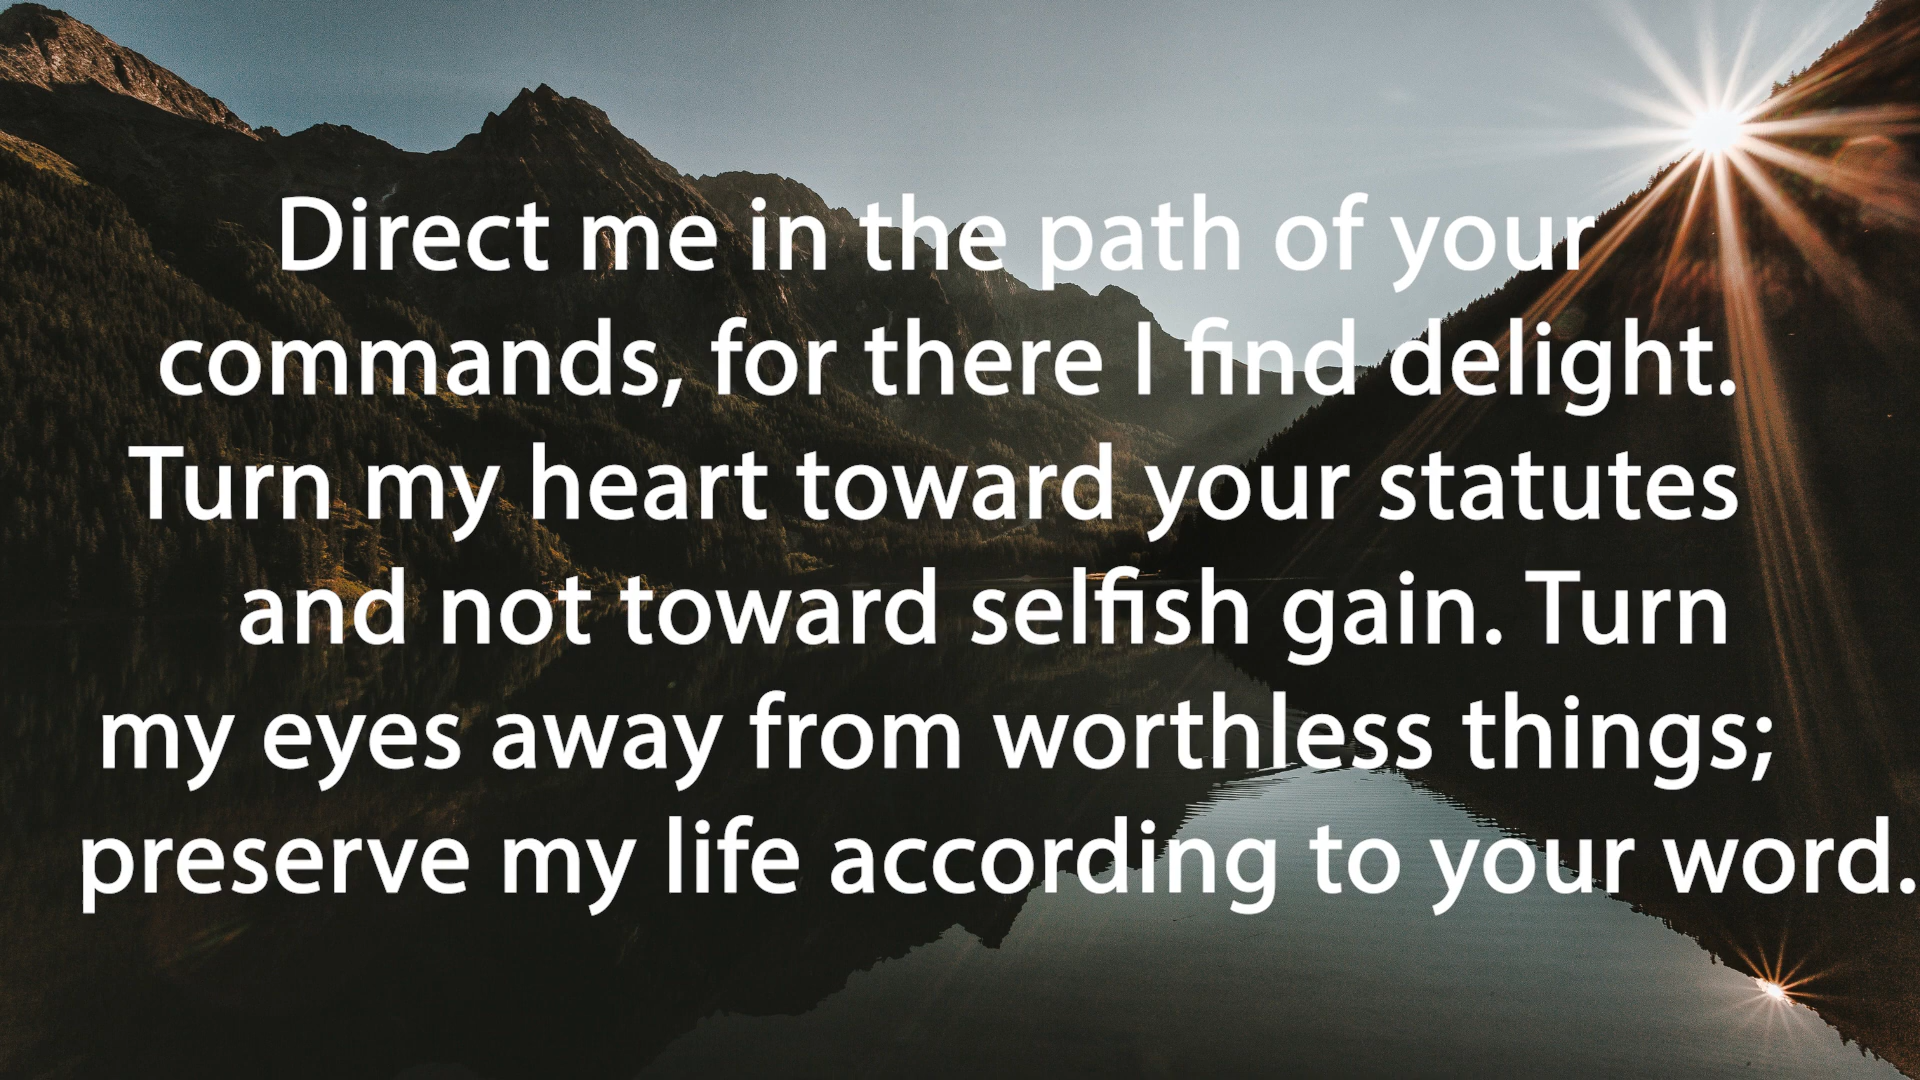 Direct me in the path of your
commands, for there I find delight.
Turn my heart toward your statutes
and not toward selfish gain. Turn
my eyes away from worthless things;
preserve my life according to your word.